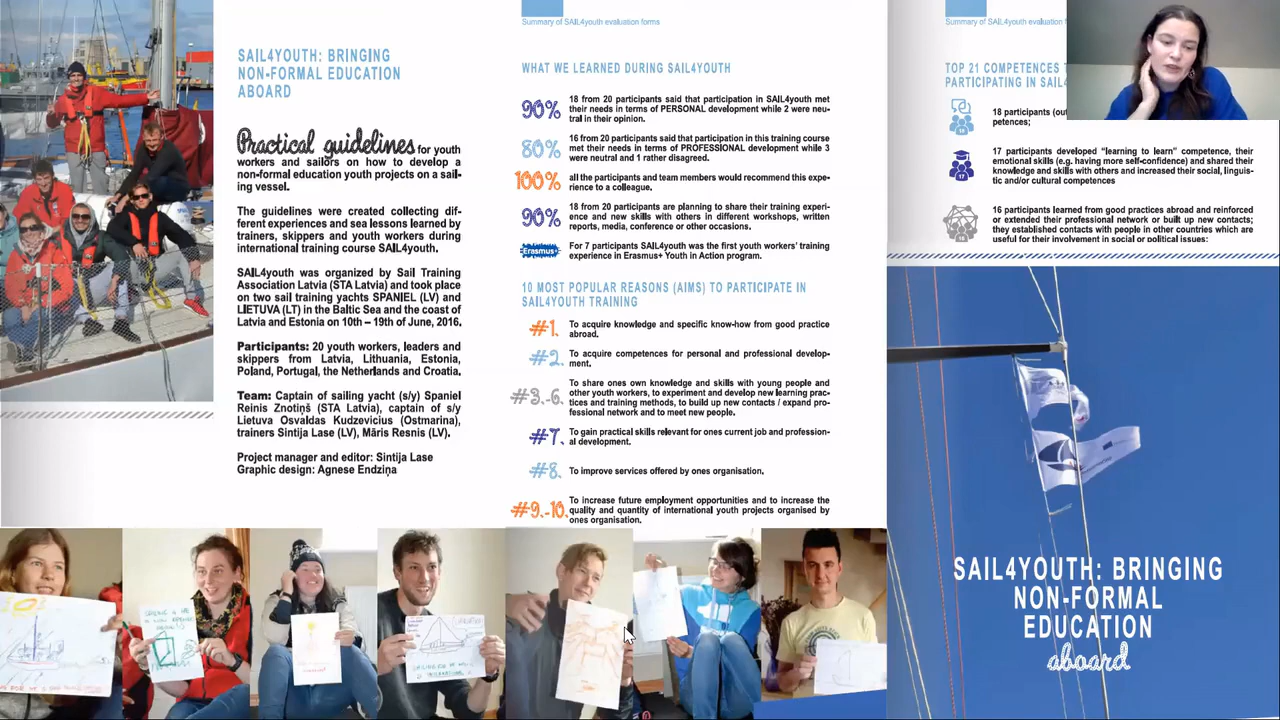 SAIL4YOUTH: BRINGING
NON-FORMAL EDUCATION
ABOARD
Practical guidelines for youth
workers and sailors on how to develop a
non-formal education youth projects on a sail-
ing vessel.
The guidelines were created collecting dif-
ferent experiences and sea lessons learned by
trainers, skippers and youth workers during
international training course SAIL4youth.
SAIL4youth was organized by Sail Training
Association Latvia (STA Latvia) and took place
on two sail training yachts SPANIEL (LV) and
LIETUVA (LT) in the Baltic Sea and the coast of
Latvia and Estonia on 10th – 19th of June, 2016.
Participants: 20 youth workers, leaders and
skippers from Latvia, Lithuania, Estonia,
Poland, Portugal, the Netherlands and Croatia.
Team: Captain of sailing yacht (s/y) Spaniel
Reinis Znotiņš (STA Latvia), captain of s/y
Lietuva Osvaldas Kudzevicius (Ostmarina),
trainers Sintija Lase (LV), Māris Resnis (LV).
Project manager and editor: Sintija Lase
Graphic design: Agnese Endziņa
Summary of SAIL4youth evaluation forms
WHAT WE LEARNED DURING SAIL4YOUTH
90%
18 from 20 participants said that participation in SAIL4youth met
their needs in terms of PERSONAL development while 2 were neu-
tral in their opinion.
80%
16 from 20 participants said that participation in this training course
met their needs in terms of PROFESSIONAL development while 3
were neutral and 1 rather disagreed.
100%
all the participants and team members would recommend this expe-
rience to a colleague.
90%
18 from 20 participants are planning to share their training experi-
ence and new skills with others in different workshops, written
reports, media, conference or other occasions.
Erasmus+
For 7 participants SAIL4youth was the first youth workers' training
experience in Erasmus+ Youth in Action program.
10 MOST POPULAR REASONS (AIMS) TO PARTICIPATE IN
SAIL4YOUTH TRAINING
#1.
To acquire knowledge and specific know-how from good practice
abroad.
#2.
To acquire competences for personal and professional develop-
ment.
#3.-6.
To share ones own knowledge and skills with young people and
other youth workers, to experiment and develop new learning prac-
tices and training methods, to build up new contacts / expand pro-
fessional network and to meet new people.
#7.
To gain practical skills relevant for ones current job and profession-
al development.
#8.
To improve services offered by ones organisation.
#9.-10.
To increase future employment opportunities and to increase the
quality and quantity of international youth projects organised by
ones organisation.
Summary of SAIL4youth evaluation
TOP 21 COMPETENCES
PARTICIPATING IN
18 participants
petences;
17
17 participants developed "learning to learn" competence, their
emotional skills (e.g. having more self-confidence) and shared their
knowledge and skills with others and increased their social, linguis-
tic and/or cultural competences
16 participants learned from good practices abroad and reinforced
or extended their professional network or built up new contacts;
they established contacts with people in other countries which are
useful for their involvement in social or political issues;
SAIL4YOUTH: BRINGING
NON-FORMAL
EDUCATION
aboard